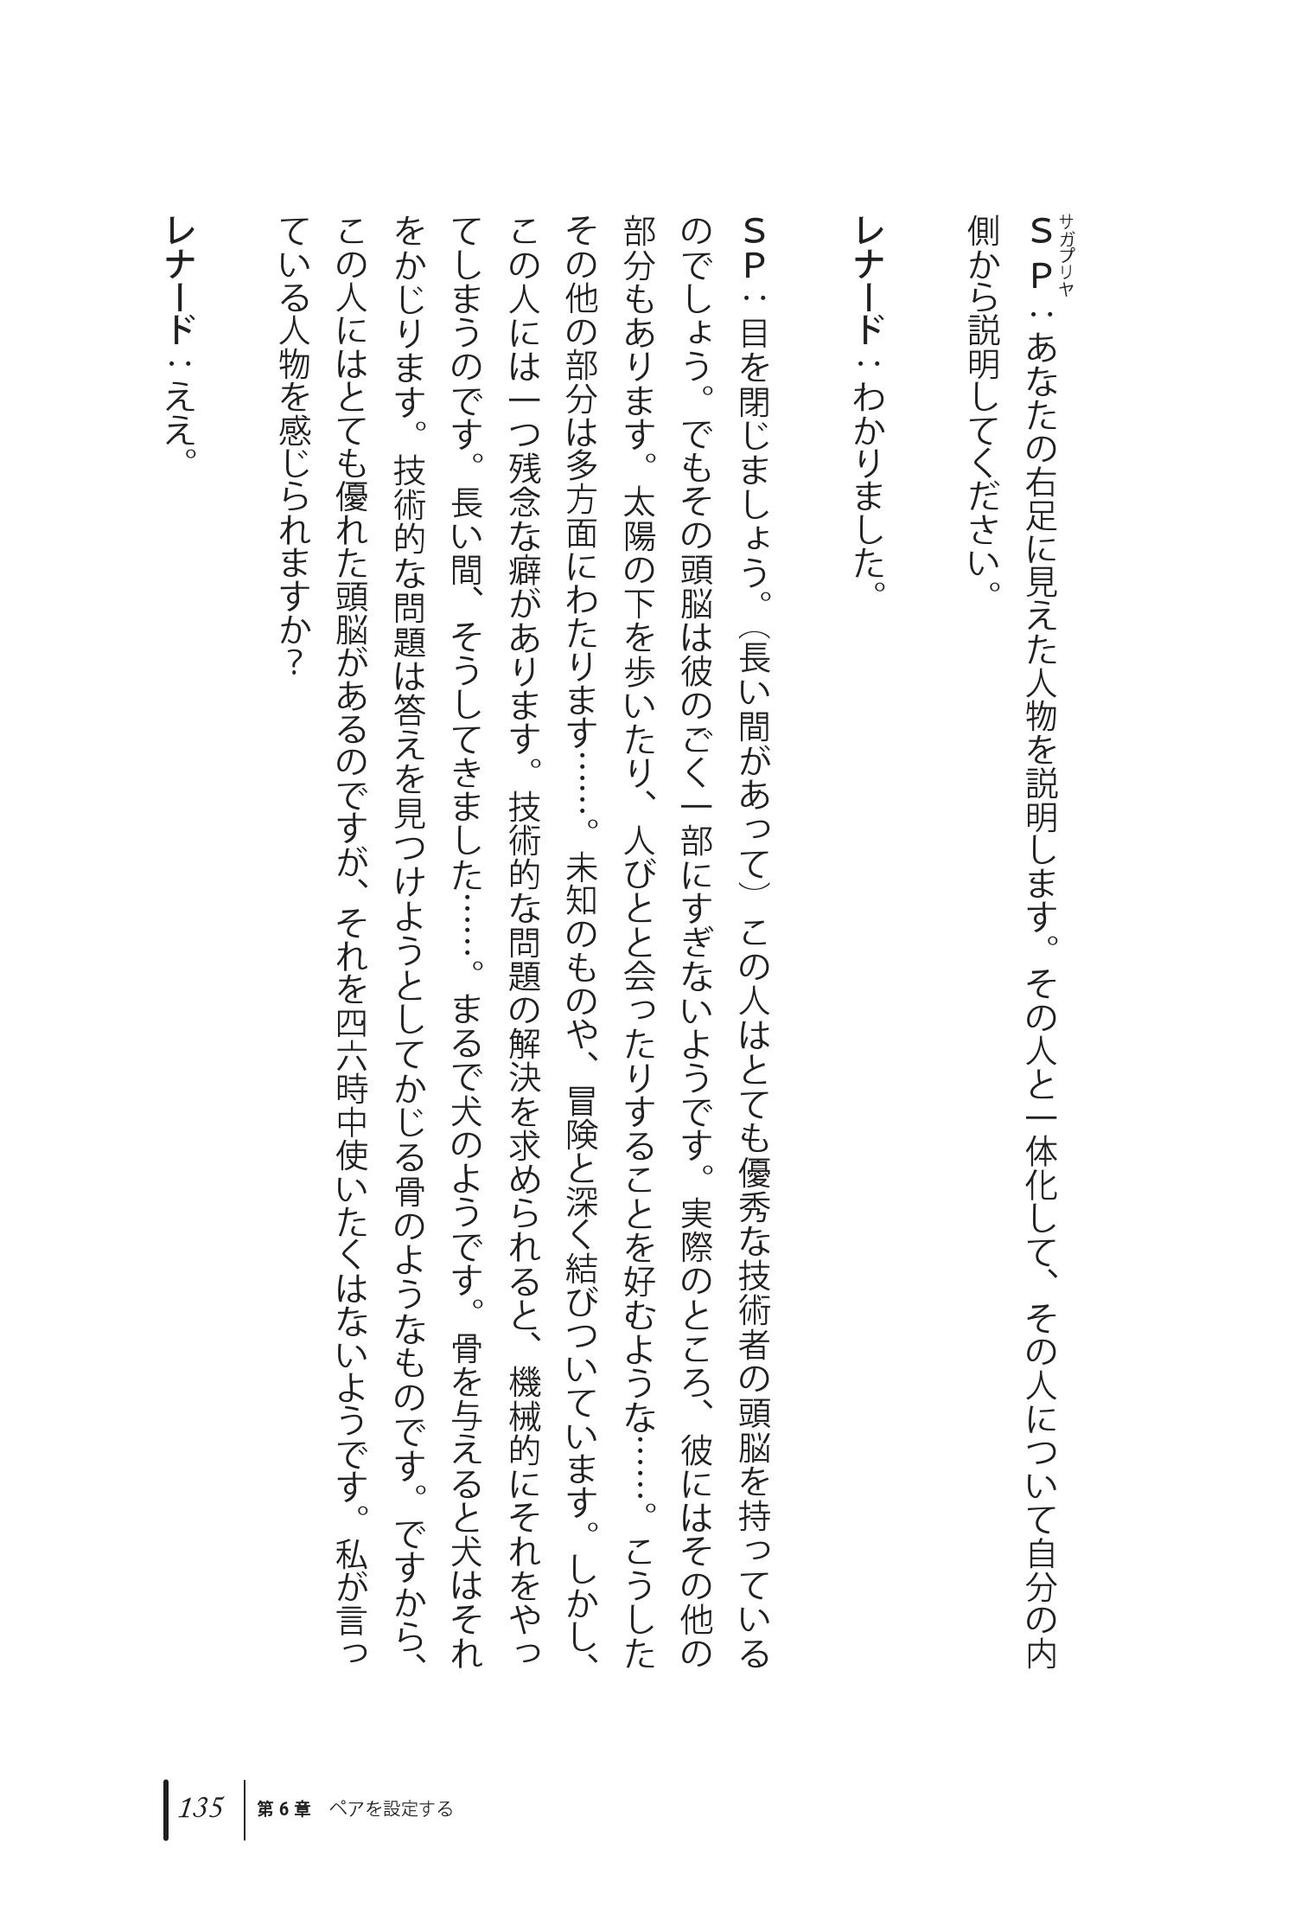 サガプリヤ
ＳＰ：あなたの右足に見えた人物を説明します。その人と一体化して、その人について自分の内
側から説明してください。
レナード：わかりました。
ＳＰ：目を閉じましょう。（長い間があって）この人はとても優秀な技術者の頭脳を持っている
のでしょう。でもその頭脳は彼のごく一部にすぎないようです。実際のところ、彼にはその他の
部分もあります。太陽の下を歩いたり、人びとと会ったりすることを好むような……。こうした
その他の部分は多方面にわたります……。未知のものや、冒険と深く結びついています。しかし、
この人には一つ残念な癖があります。技術的な問題の解決を求められると、機械的にそれをやっ
てしまうのです。長い間、そうしてきました……。まるで犬のようです。骨を与えると犬はそれ
をかじります。技術的な問題は答えを見つけようとしてかじる骨のようなものです。ですから、
この人にはとても優れた頭脳があるのですが、それを四六時中使いたくはないようです。私が言っ
ている人物を感じられますか？
レナード：ええ。
135 第6章 ペアを設定する